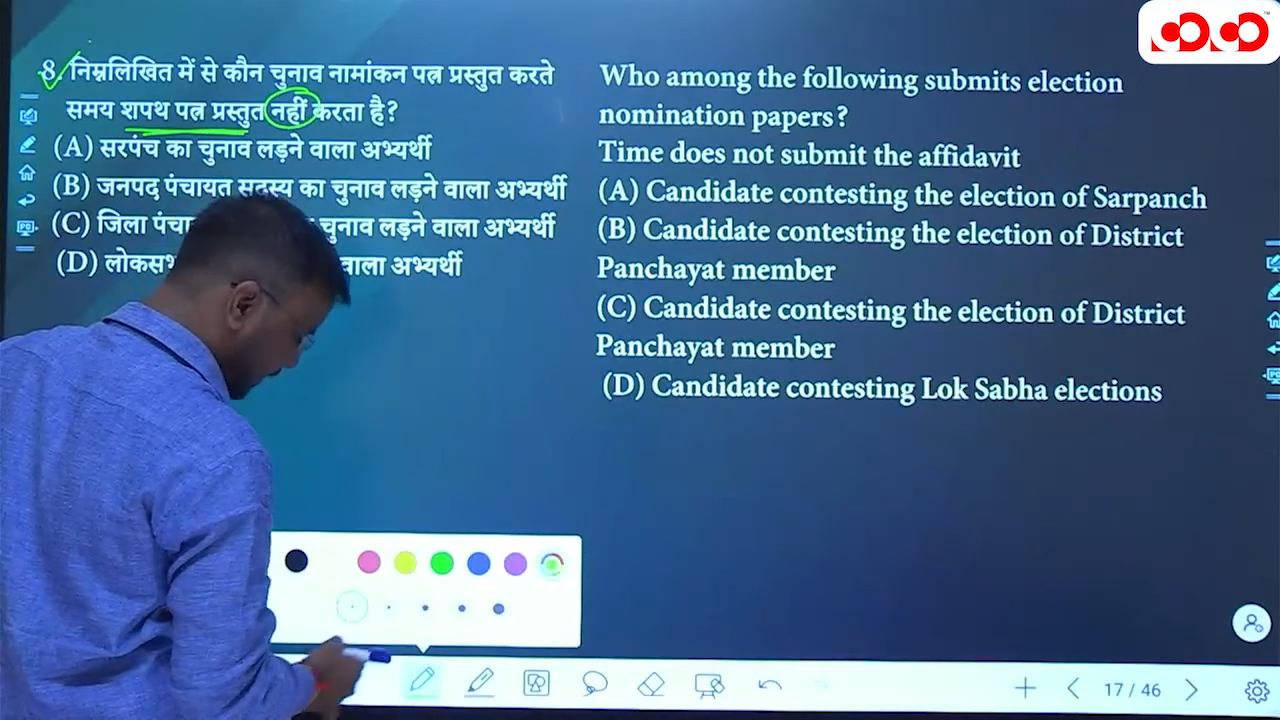 8. निम्नलिखित में से कौन चुनाव नामांकन पत्र प्रस्तुत करते
समय शपथ पत्र प्रस्तुत नहीं करता है?
(A) सरपंच का चुनाव लड़ने वाला अभ्यर्थी
(B) जनपद पंचायत सदस्य का चुनाव लड़ने वाला अभ्यर्थी
(C) जिला चुनाव लड़ने वाला अभ्यर्थी
(D) वाला अभ्यर्थी
Who among the following submits election
nomination papers?
Time does not submit the affidavit
(A) Candidate contesting the election of Sarpanch
(B) Candidate contesting the election of District
Panchayat member
(C) Candidate contesting the election of District
Panchayat member
(D) Candidate contesting Lok Sabha elections
17 / 46